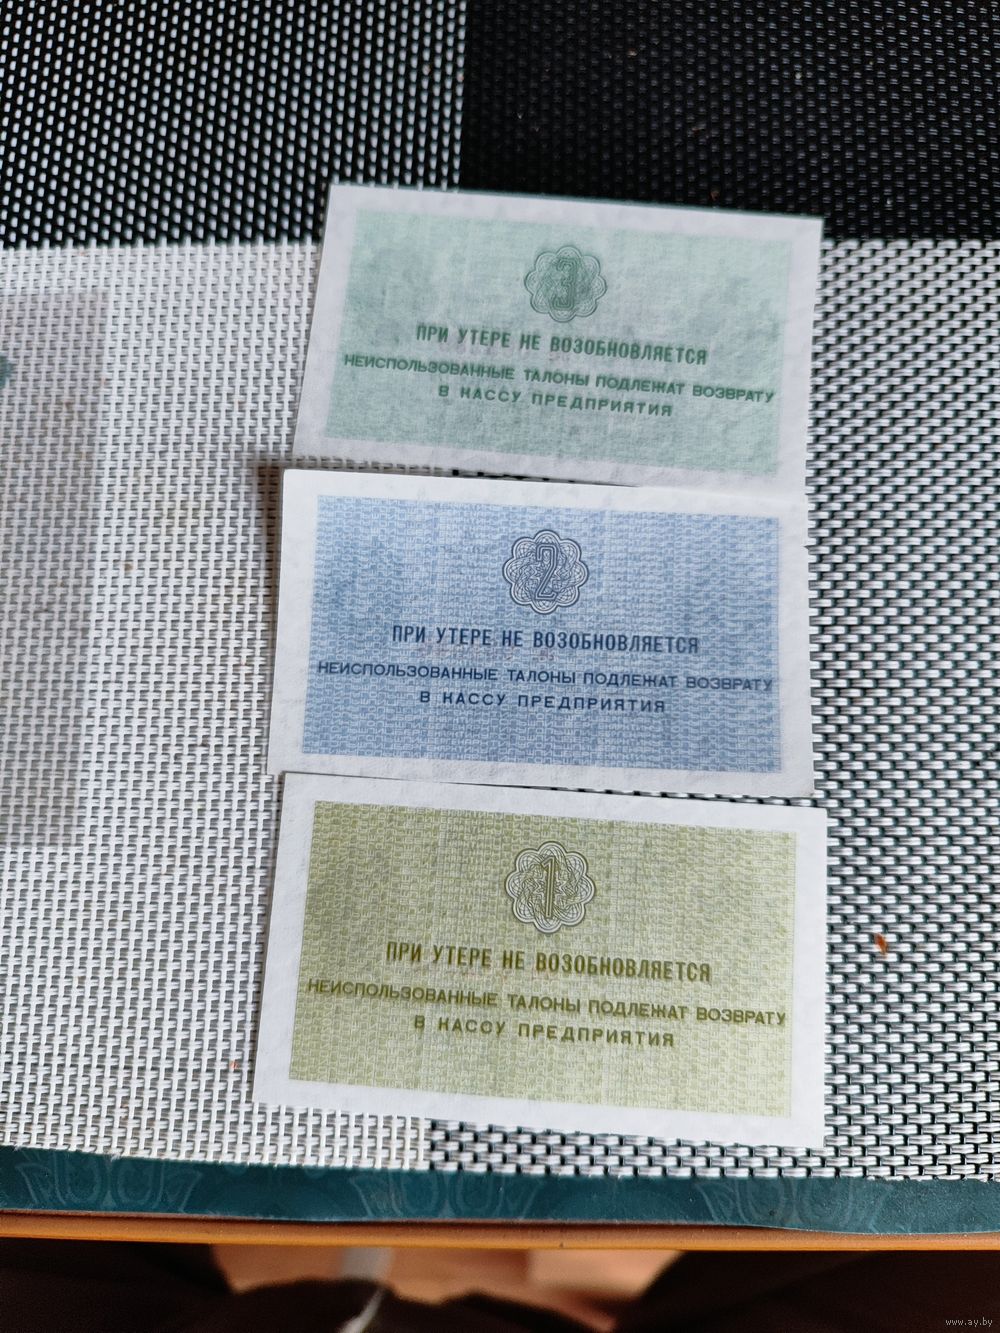 3
ПРИ УТЕРЕ НЕ ВОЗОБНОВЛЯЕТСЯ
НЕИСПОЛЬЗОВАННЫЕ ТАЛОНЫ ПОДЛЕЖАТ ВОЗВРАТУ
В КАССУ ПРЕДПРИЯТИЯ
2
ПРИ УТЕРЕ НЕ ВОЗОБНОВЛЯЕТСЯ
НЕИСПОЛЬЗОВАННЫЕ ТАЛОНЫ ПОДЛЕЖАТ ВОЗВРАТУ
В КАССУ ПРЕДПРИЯТИЯ
1
ПРИ УТЕРЕ НЕ ВОЗОБНОВЛЯЕТСЯ
НЕИСПОЛЬЗОВАННЫЕ ТАЛОНЫ ПОДЛЕЖАТ ВОЗВРАТУ
В КАССУ ПРЕДПРИЯТИЯ
www.ay.by